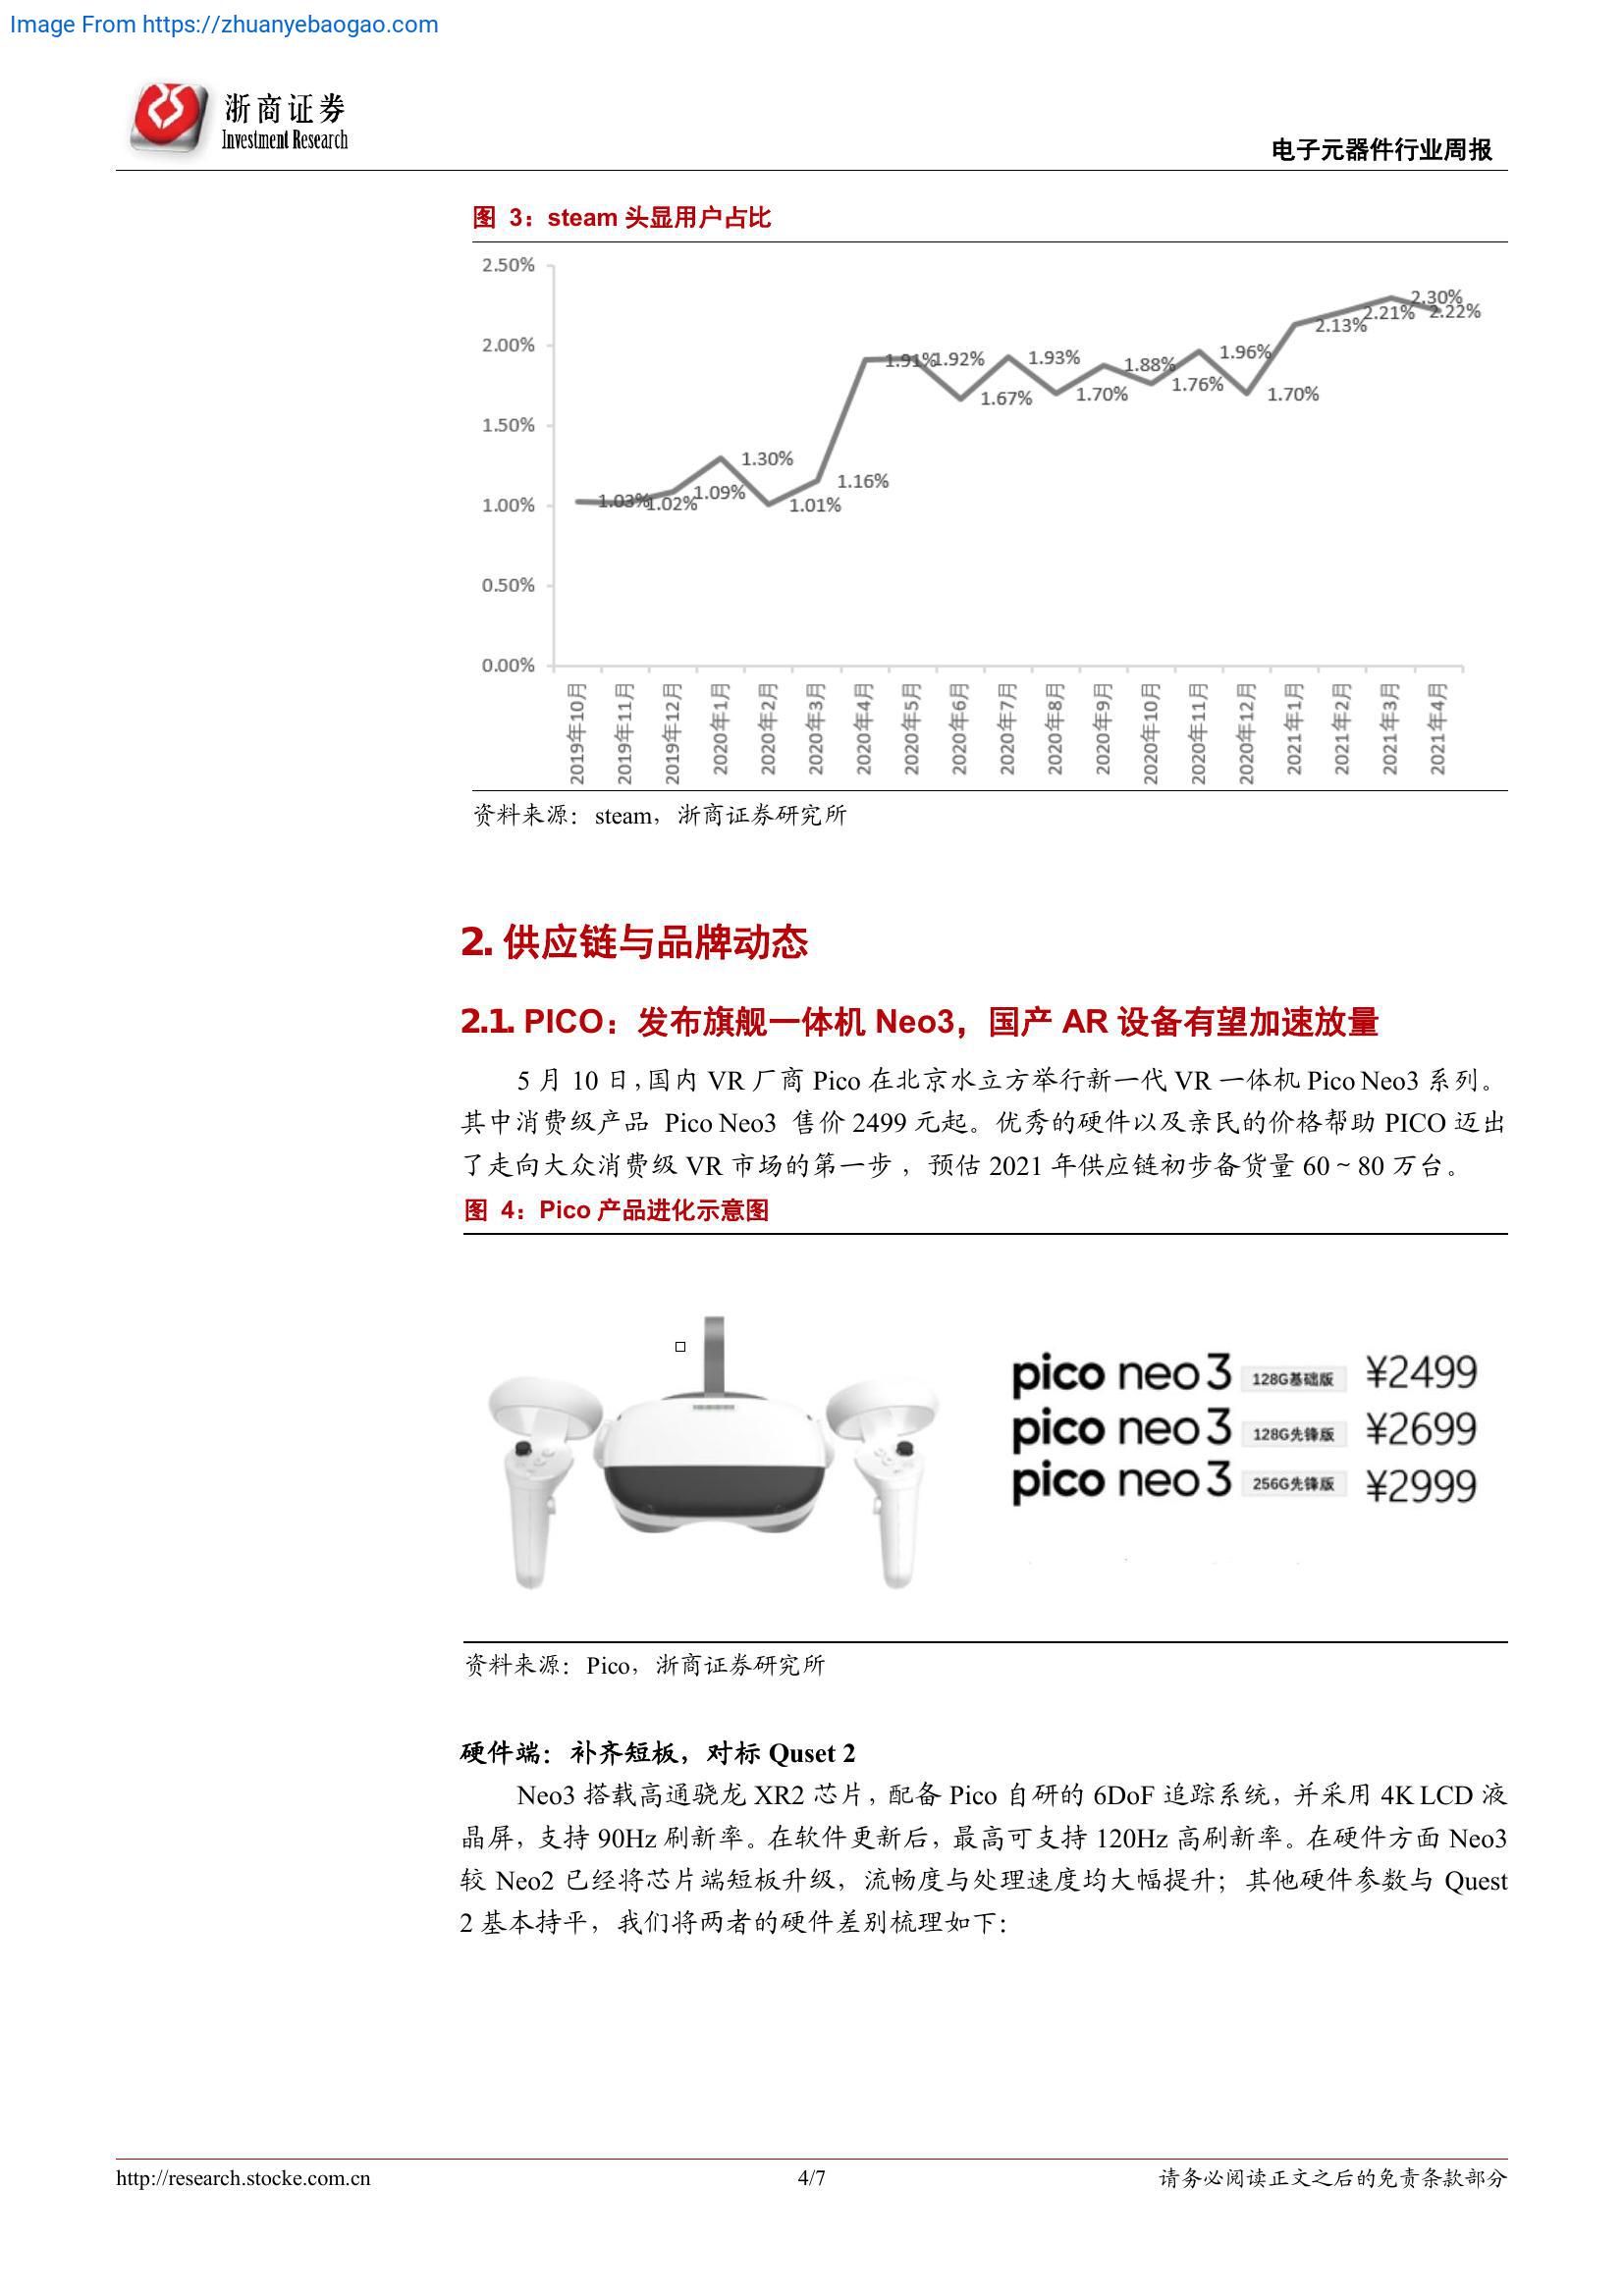 Image From https://zhuanyebaogao.com
浙商证券
Investment Research
电子元器件行业周报
图 3：steam 头显用户占比
2.50%
2.00%
1.50%
1.00%
0.50%
0.00%
1.03%
1.02%
1.09%
1.30%
1.01%
1.16%
1.91%
1.92%
1.67%
1.93%
1.70%
1.88%
1.76%
1.96%
1.70%
2.13%
2.21%
2.30%
2.22%
2019年10月
2019年11月
2019年12月
2020年1月
2020年2月
2020年3月
2020年4月
2020年5月
2020年6月
2020年7月
2020年8月
2020年9月
2020年10月
2020年11月
2020年12月
2021年1月
2021年2月
2021年3月
2021年4月
资料来源：steam，浙商证券研究所
2. 供应链与品牌动态
2.1. PICO：发布旗舰一体机 Neo3，国产 AR 设备有望加速放量
5 月 10 日，国内 VR 厂商 Pico 在北京水立方举行新一代 VR 一体机 Pico Neo3 系列。
其中消费级产品 Pico Neo3 售价 2499 元起。优秀的硬件以及亲民的价格帮助 PICO 迈出
了走向大众消费级 VR 市场的第一步，预估 2021 年供应链初步备货量 60～80 万台。
图 4：Pico 产品进化示意图
pico neo 3 128G基础版 ¥2499
pico neo 3 128G先锋版 ¥2699
pico neo 3 256G先锋版 ¥2999
资料来源：Pico，浙商证券研究所
硬件端：补齐短板，对标 Quset 2
Neo3 搭载高通骁龙 XR2 芯片，配备 Pico 自研的 6DoF 追踪系统，并采用 4K LCD 液
晶屏，支持 90Hz 刷新率。在软件更新后，最高可支持 120Hz 高刷新率。在硬件方面 Neo3
较 Neo2 已经将芯片端短板升级，流畅度与处理速度均大幅提升；其他硬件参数与 Quest
2 基本持平，我们将两者的硬件差别梳理如下：
http://research.stocke.com.cn
4/7
请务必阅读正文之后的免责条款部分